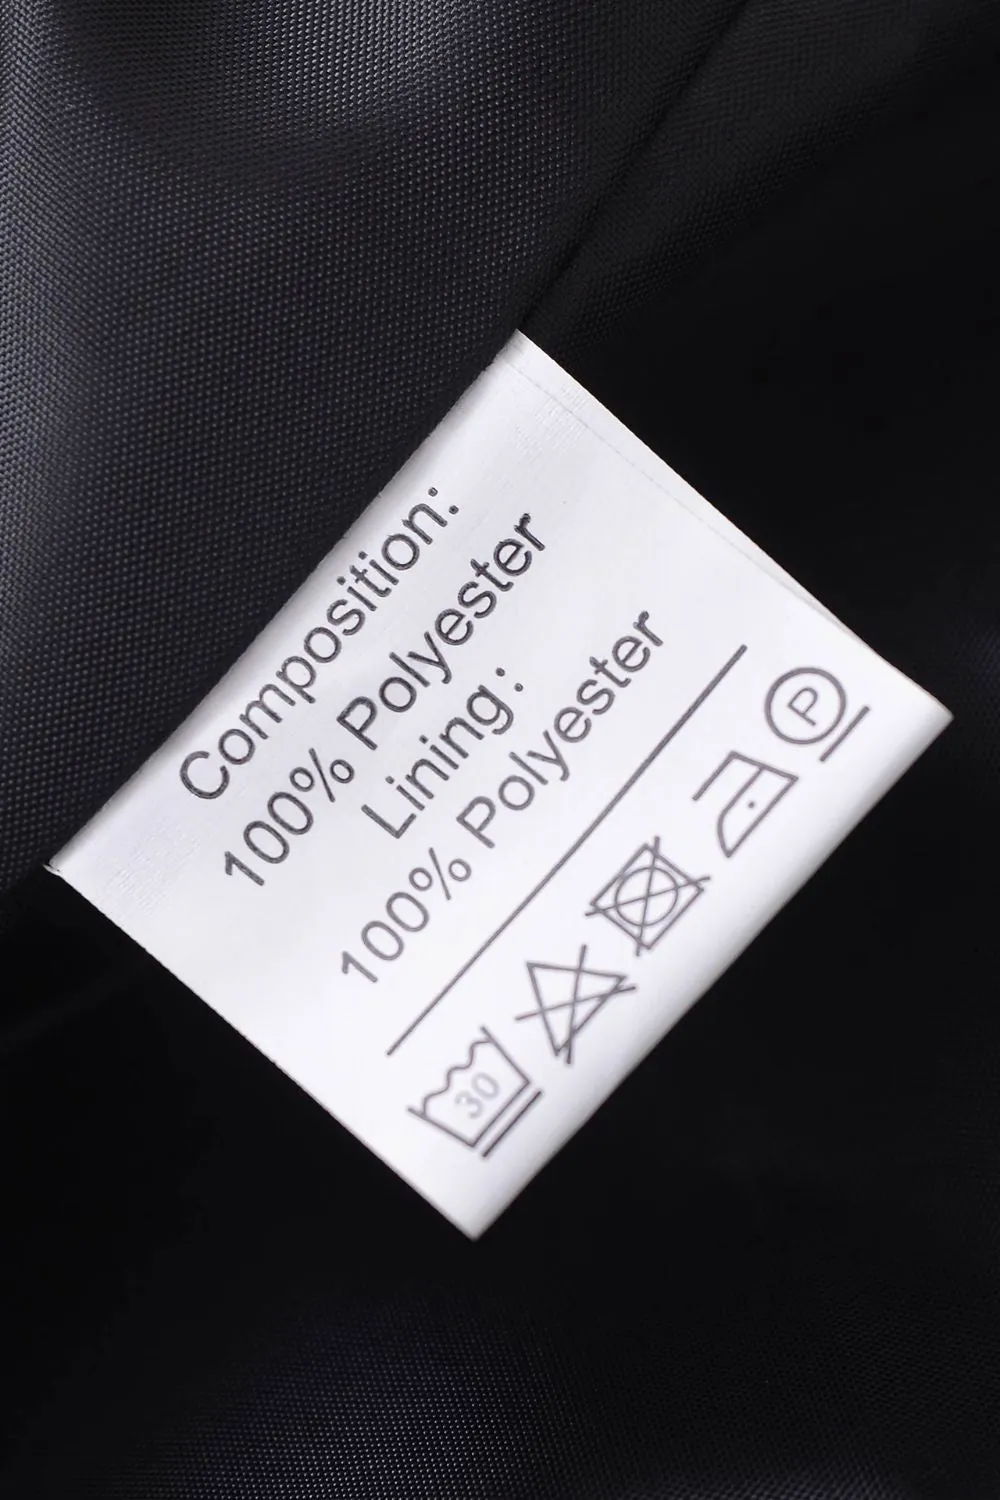 Composition:
100% Polyester
Lining:
100% Polyester
30
P